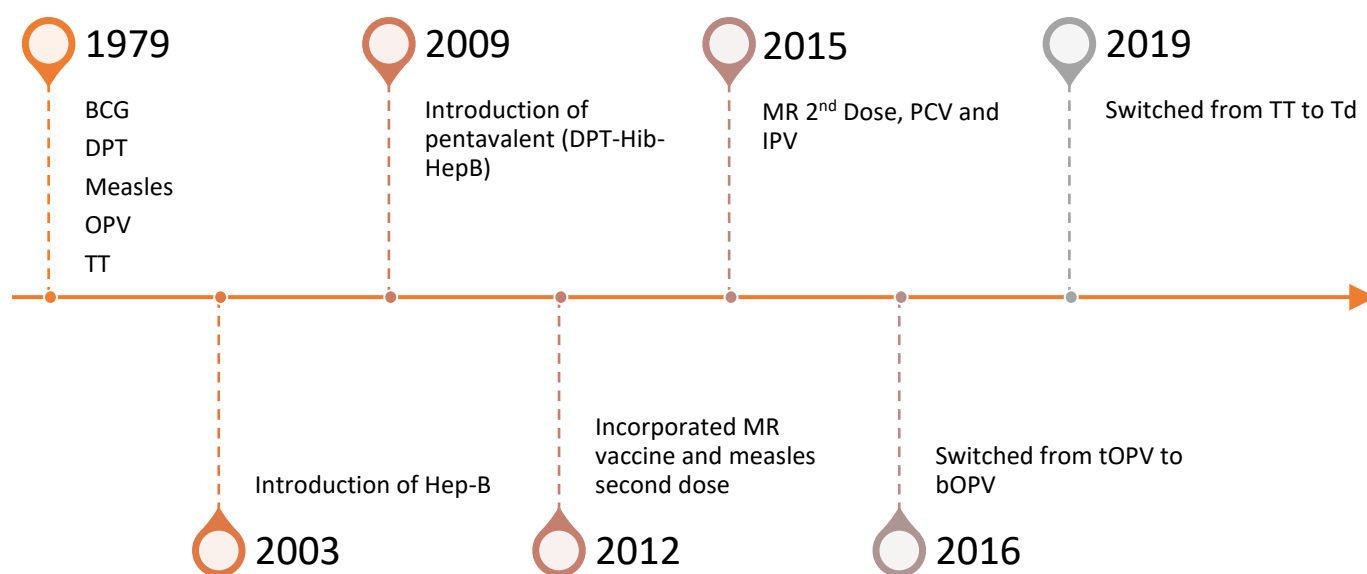 1979
BCG
DPT
Measles
OPV
TT
2009
Introduction of
pentavalent (DPT-Hib-
HepB)
2015
MR 2nd Dose, PCV and
IPV
2019
Switched from TT to Td
Introduction of Hep-B
2003
Incorporated MR
vaccine and measles
second dose
2012
Switched from tOPV to
bOPV
2016